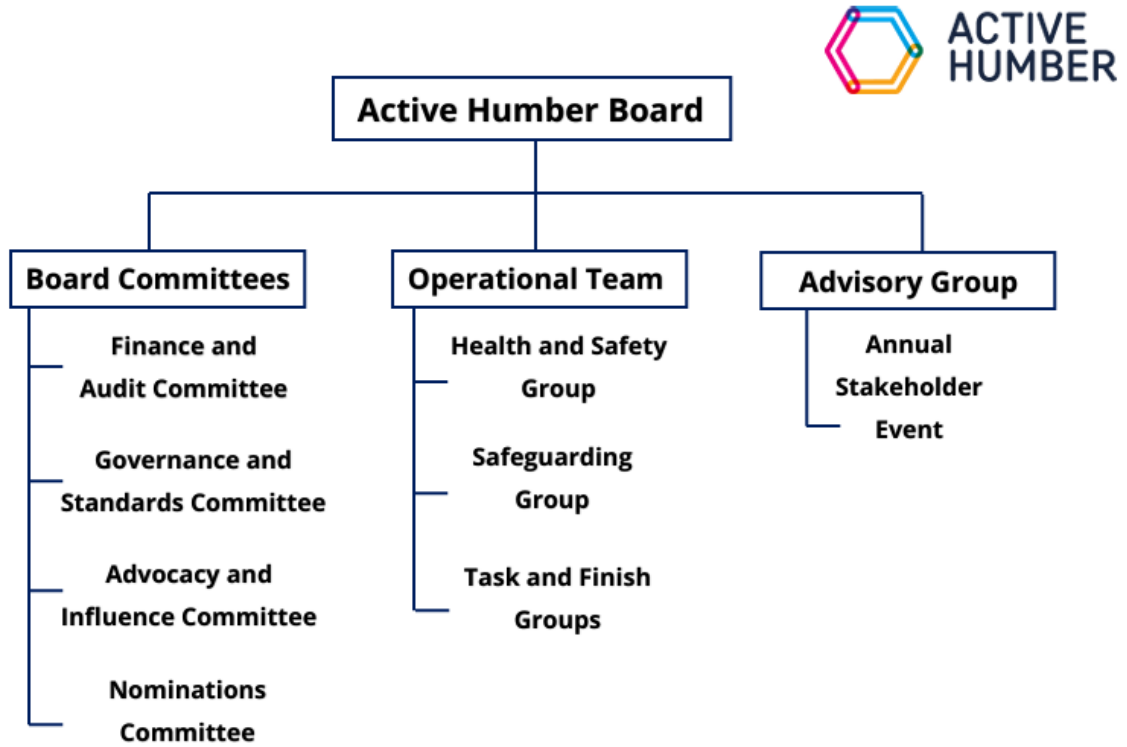 ACTIVE
HUMBER
Active Humber Board
Board Committees
Finance and
Audit Committee
Governance and
Standards Committee
Advocacy and
Influence Committee
Nominations
Committee
Operational Team
Health and Safety
Group
Safeguarding
Group
Task and Finish
Groups
Advisory Group
Annual
Stakeholder
Event